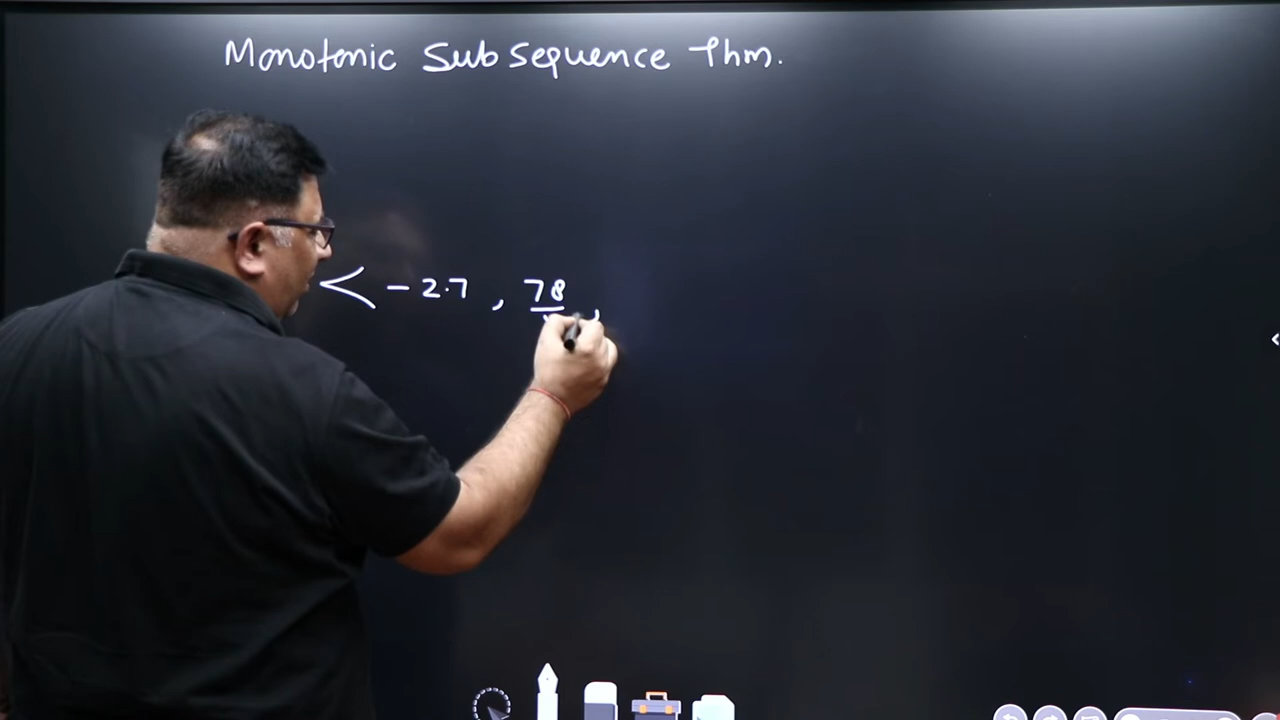 Monotonic Subsequence Thm.
< -2.7 , 78 ,